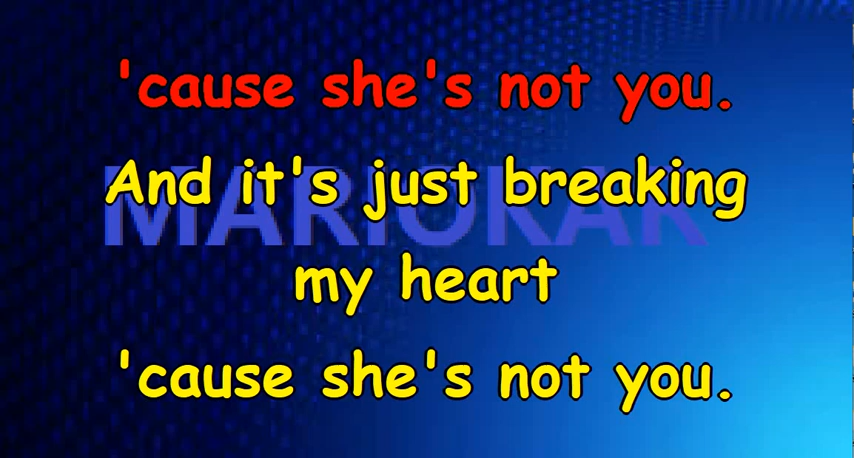 'cause she's not you.
And it's just breaking
MARIOKAR
my heart
'cause she's not you.